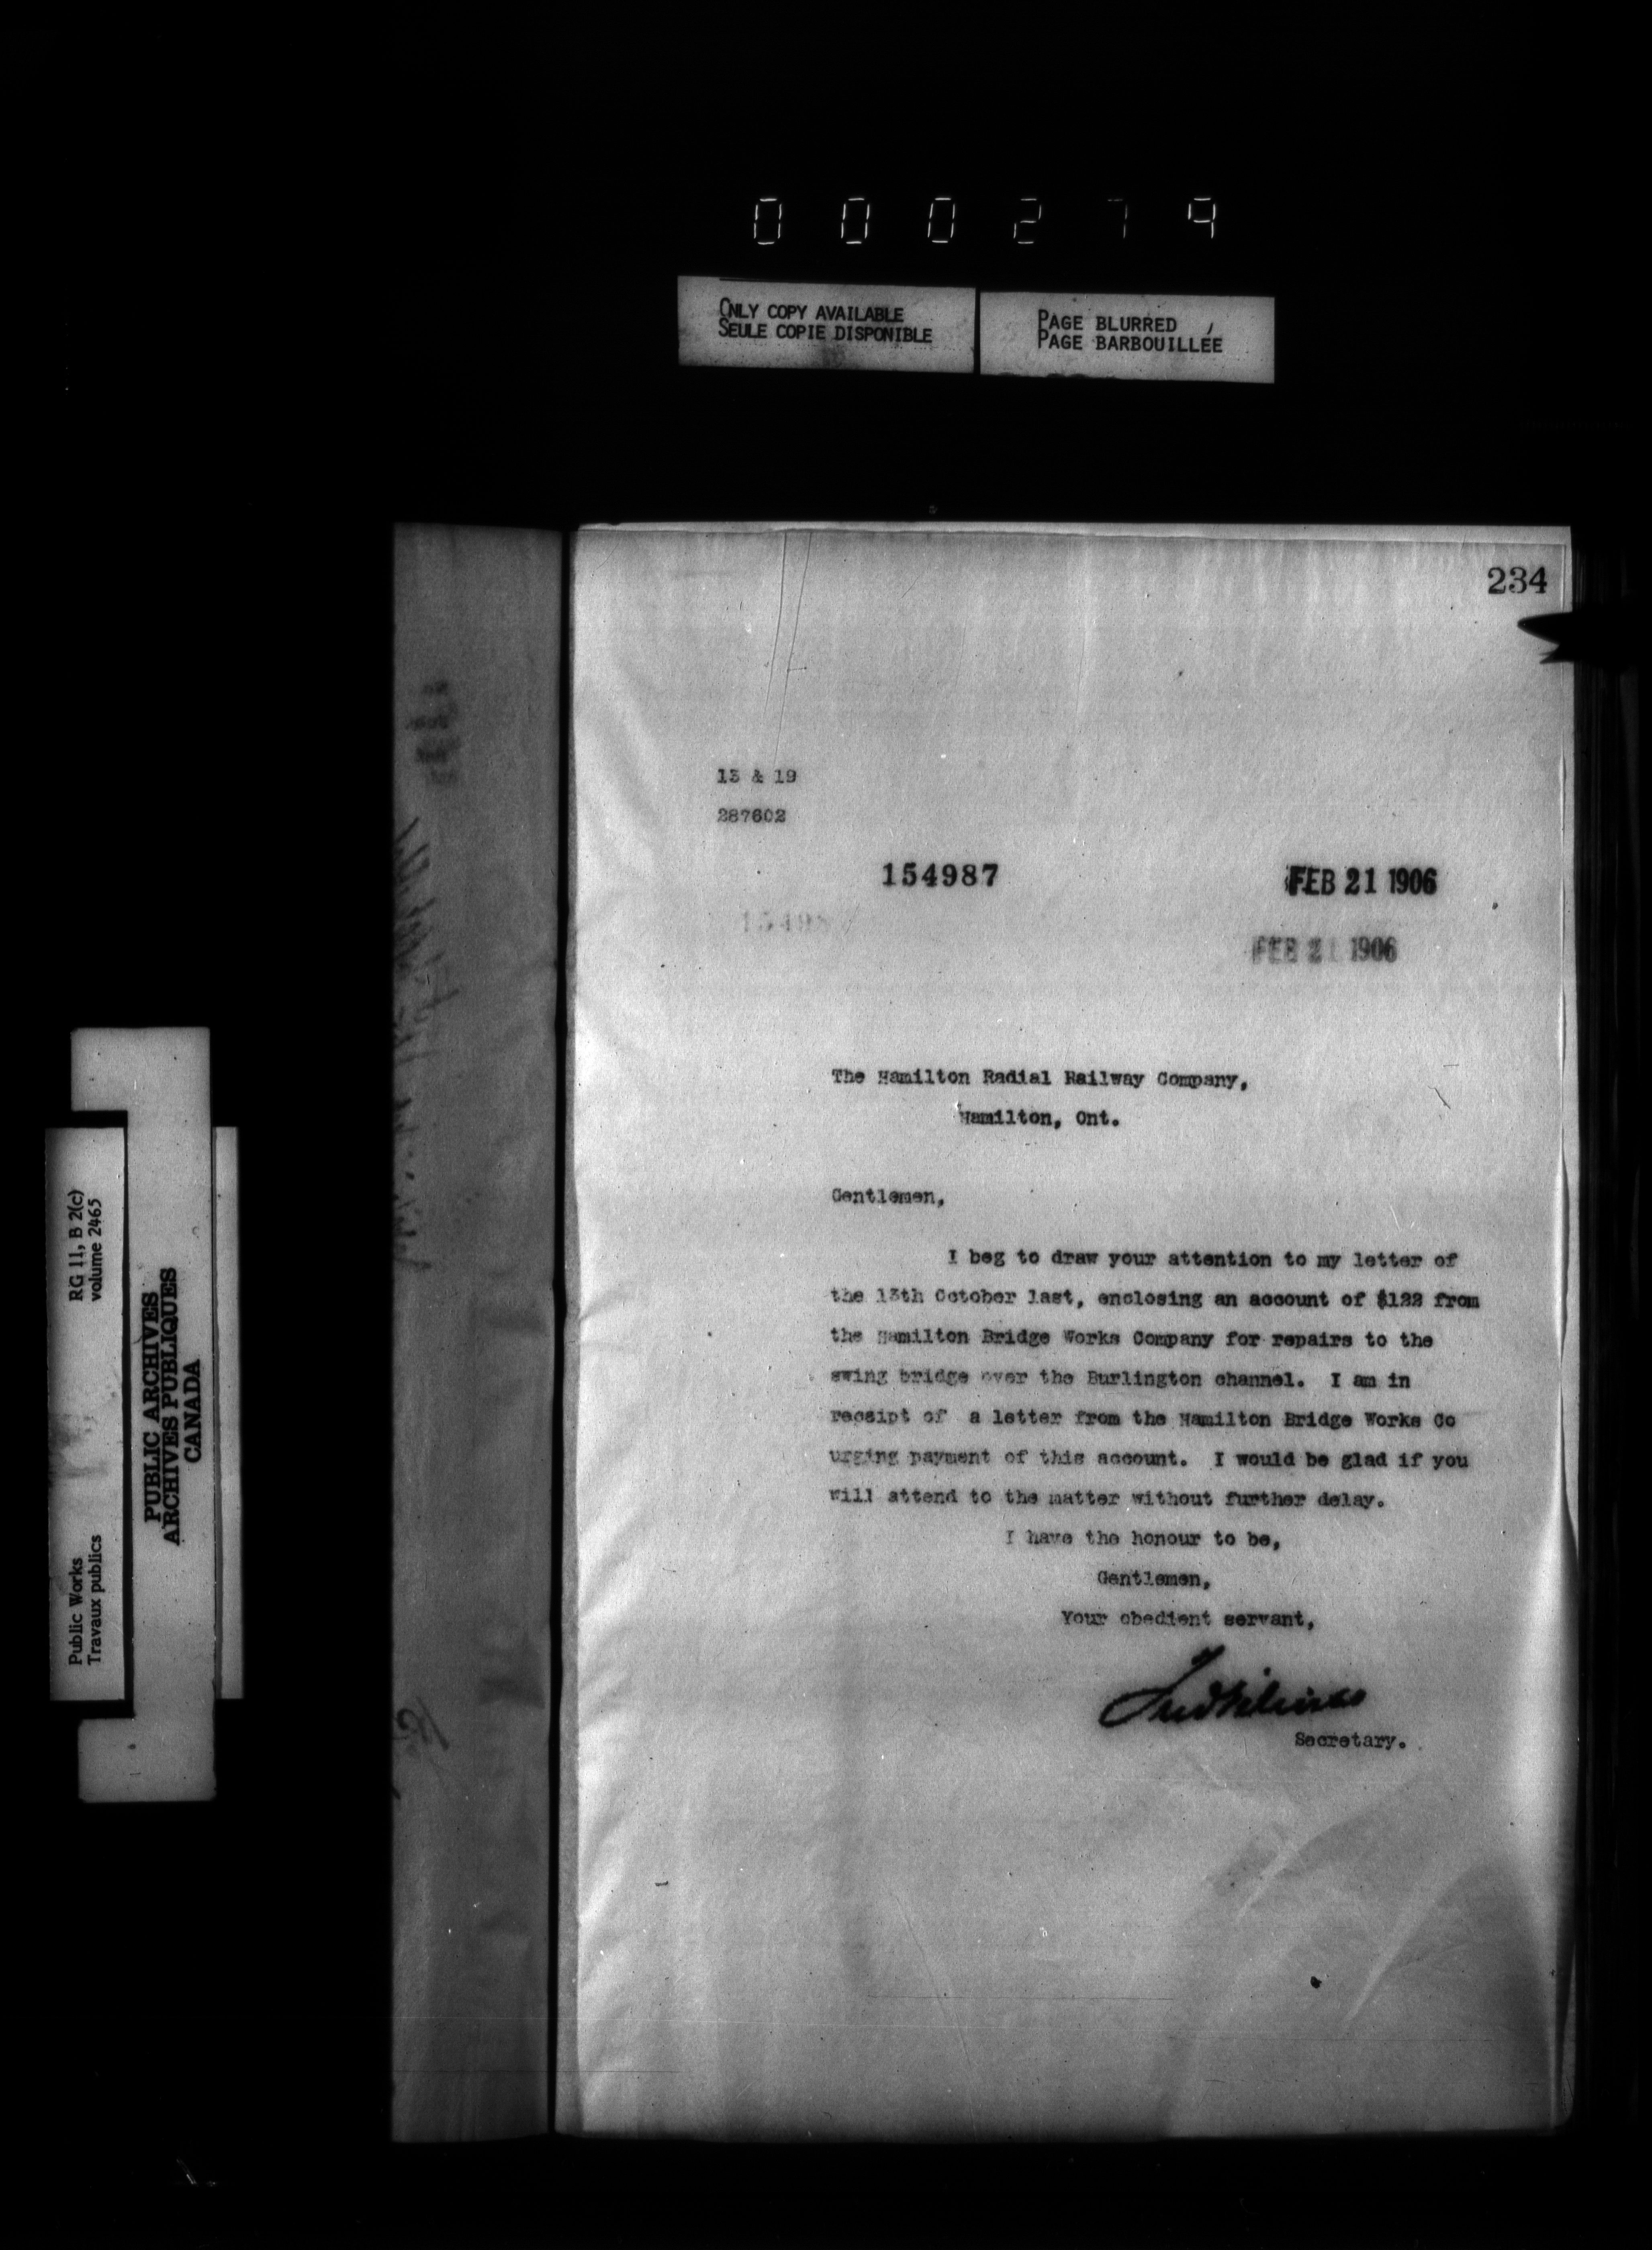 000279
ONLY COPY AVAILABLE
SEULE COPIE DISPONIBLE
PAGE BLURRED
PAGE BARBOUILLÉE
234
13 & 19
287602
154987
FEB 21 1906
FEB 21 1906
The Hamilton Radial Railway Company,
Hamilton, Ont.
Gentlemen,
I beg to draw your attention to my letter of
the 13th October last, enclosing an account of $122 from
the Hamilton Bridge Works Company for repairs to the
swing bridge over the Burlington channel. I am in
receipt of a letter from the Hamilton Bridge Works Co
urging payment of this account. I would be glad if you
will attend to the matter without further delay.
I have the honour to be,
Gentlemen,
Your obedient servant,
Secretary.
RG 11, B 2(c)
volume 2465
Public Works
Travaux publics
PUBLIC ARCHIVES
ARCHIVES PUBLIQUES
CANADA